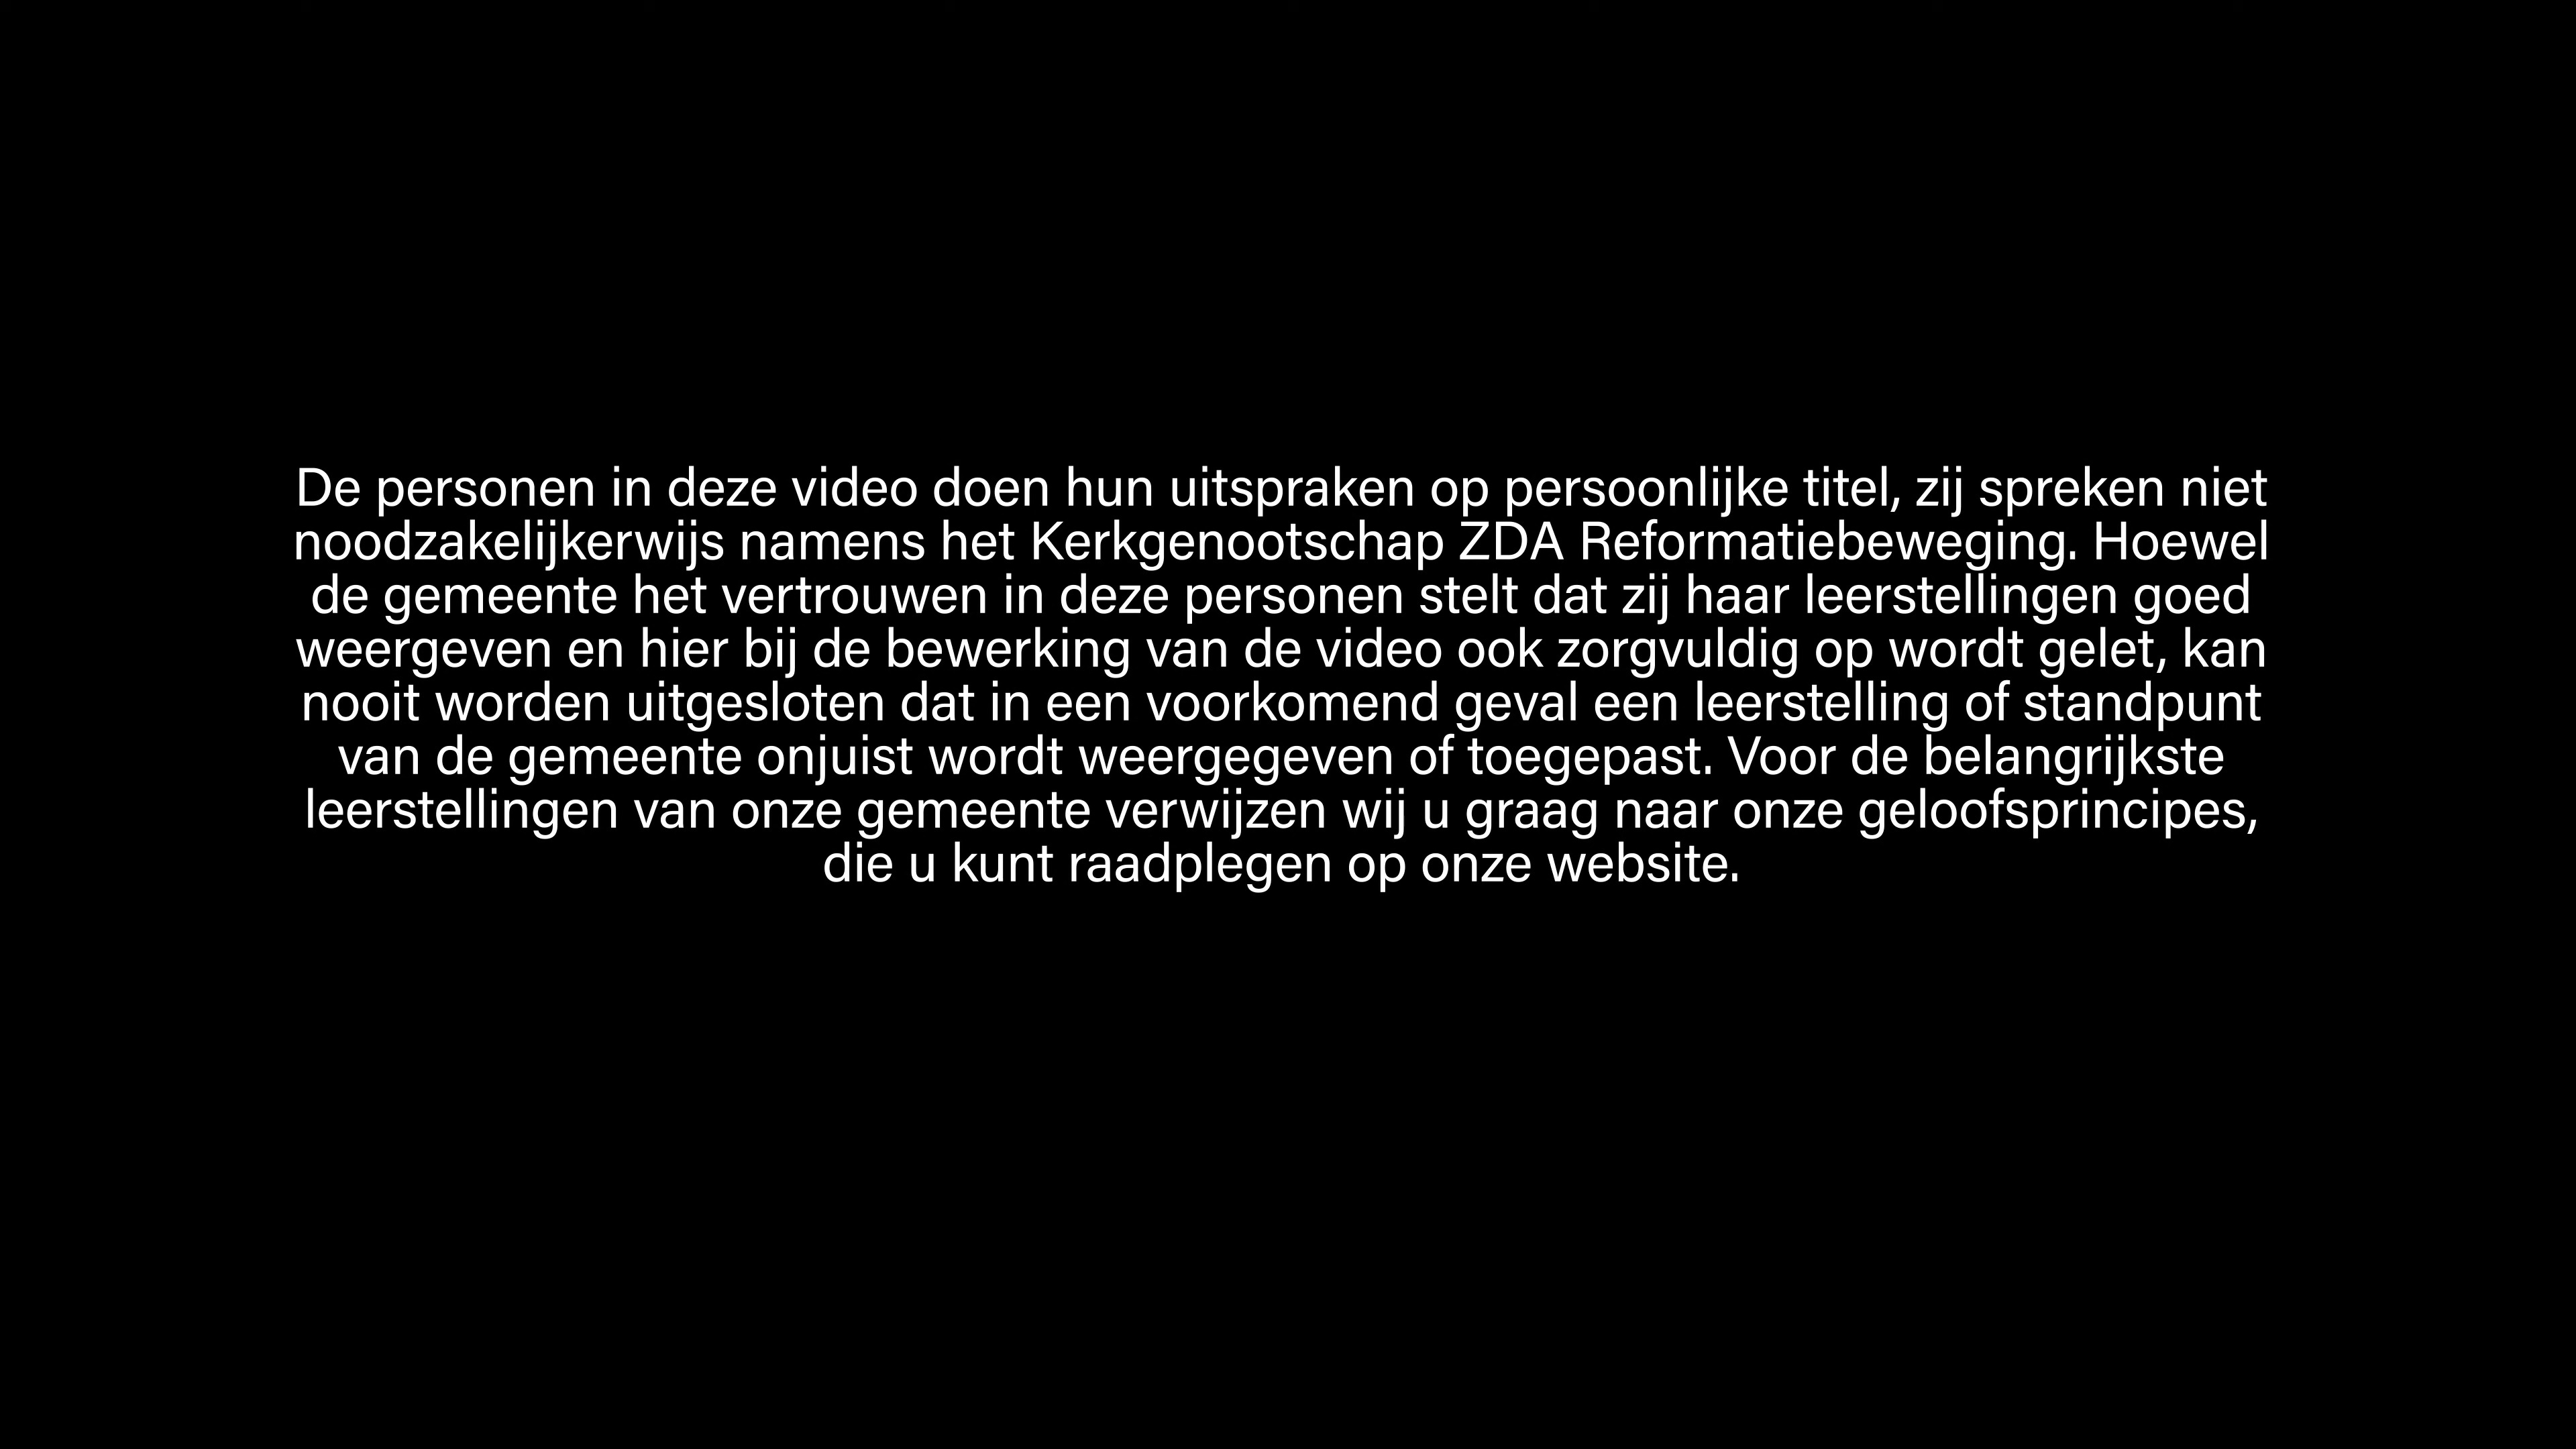 De personen in deze video doen hun uitspraken op persoonlijke titel, zij spreken niet
noodzakelijkerwijs namens het Kerkgenootschap ZDA Reformatiebeweging. Hoewel
de gemeente het vertrouwen in deze personen stelt dat zij haar leerstellingen goed
weergeven en hier bij de bewerking van de video ook zorgvuldig op wordt gelet, kan
nooit worden uitgesloten dat in een voorkomend geval een leerstelling of standpunt
van de gemeente onjuist wordt weergegeven of toegepast. Voor de belangrijkste
leerstellingen van onze gemeente verwijzen wij u graag naar onze geloofsprincipes,
die u kunt raadplegen op onze website.